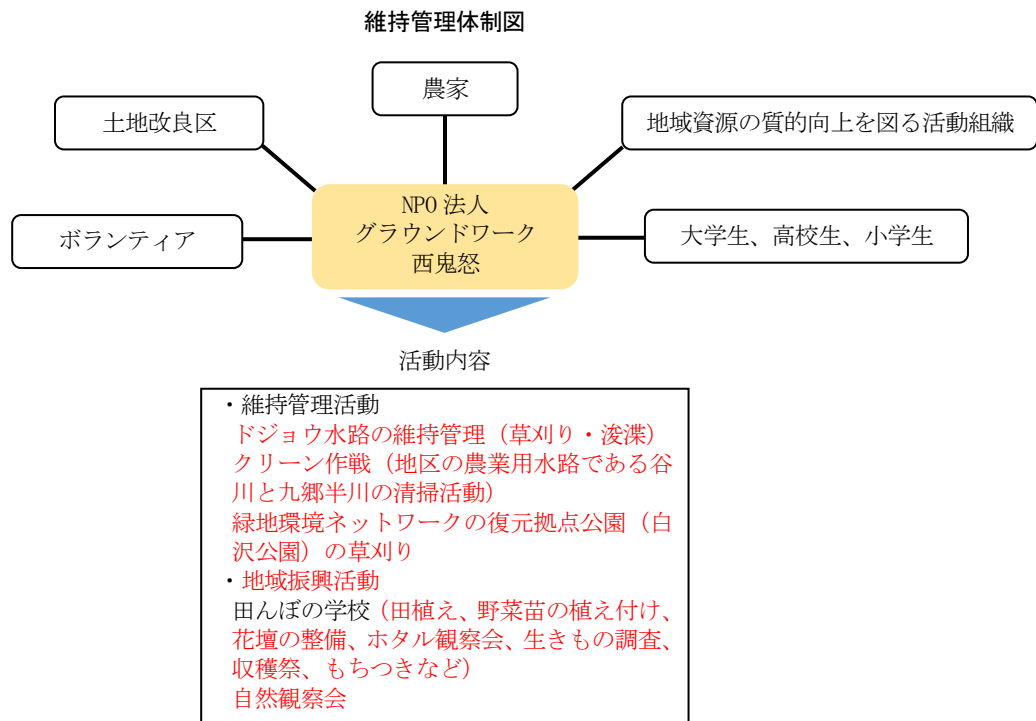 維持管理体制図
農家
土地改良区
地域資源の質的向上を図る活動組織
NPO 法人
グラウンドワーク
西鬼怒
ボランティア
大学生、高校生、小学生
活動内容
・維持管理活動
ドジョウ水路の維持管理（草刈り・浚渫）
クリーン作戦（地区の農業用水路である谷
川と九郷半川の清掃活動）
緑地環境ネットワークの復元拠点公園（白
沢公園）の草刈り
・地域振興活動
田んぼの学校（田植え、野菜苗の植え付け、
花壇の整備、ホタル観察会、生きもの調査、
収穫祭、もちつきなど）
自然観察会